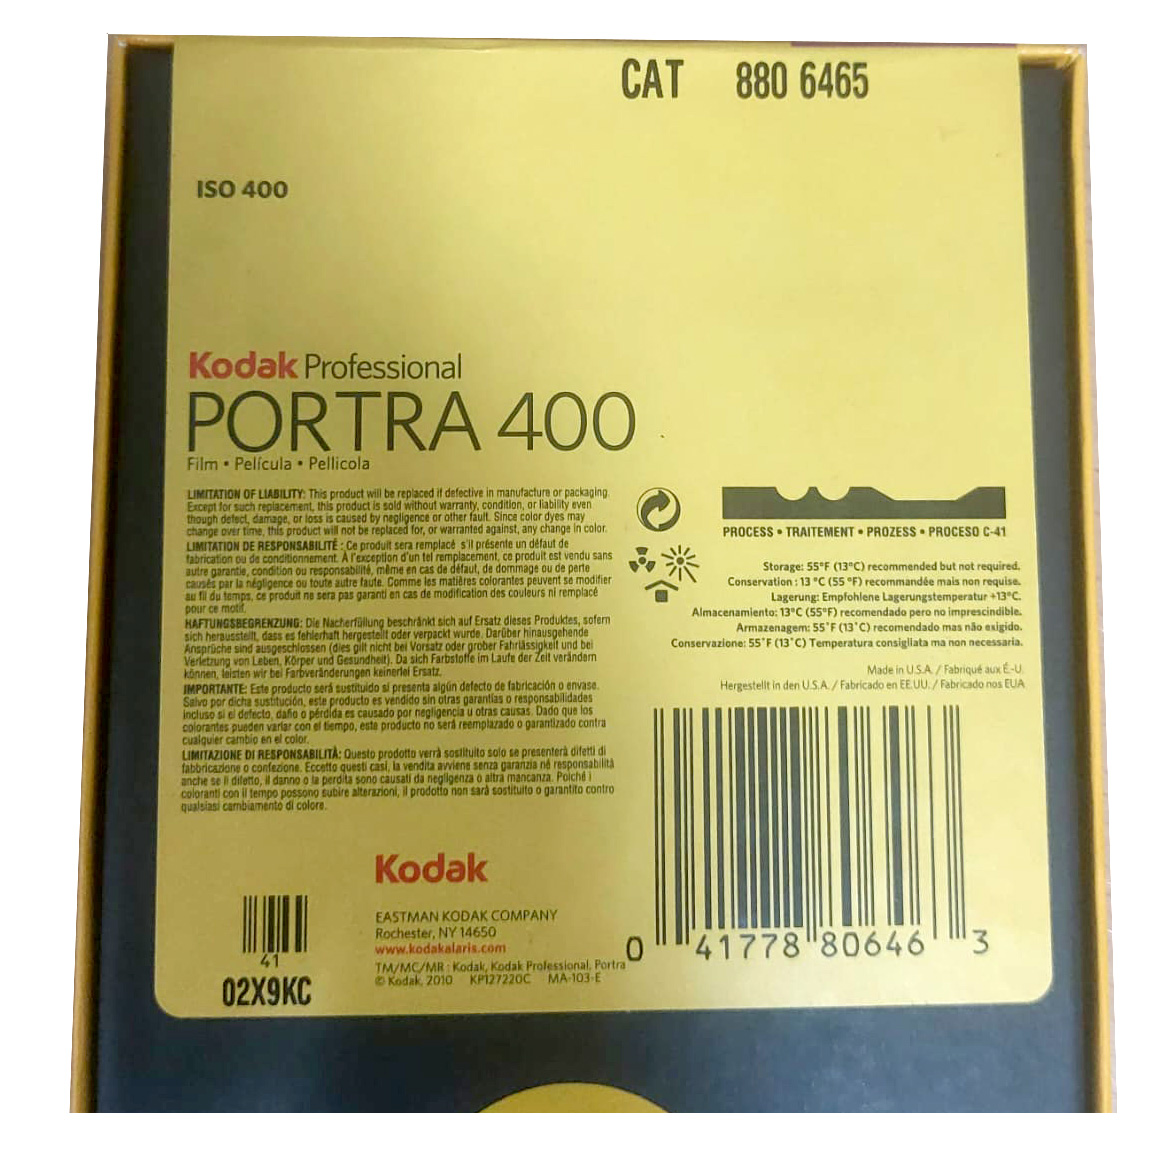 CAT 880 6465
ISO 400
Kodak Professional
PORTRA 400
Film • Película • Pellicola
LIMITATION OF LIABILITY: This product will be replaced if defective in manufacture or packaging.
Except for such replacement, this product is sold without warranty, condition, or liability even
though defect, damage, or loss is caused by negligence or other fault. Since color dyes may
change over time, this product will not be replaced for, or warranted against, any change in color.
LIMITATION DE RESPONSABILITÉ : Ce produit sera remplacé s'il présente un défaut de
fabrication ou de conditionnement. À l'exception d'un tel remplacement, ce produit est vendu sans
autre garantie, condition ou responsabilité, même en cas de défaut, de dommage ou de perte
causés par la négligence ou toute autre faute. Comme les matières colorantes peuvent se modifier
au fil du temps, ce produit ne sera pas garanti en cas de modification des couleurs ni remplacé
pour ce motif.
HAFTUNGSBEGRENZUNG: Die Nacherfüllung beschränkt sich auf Ersatz dieses Produktes, sofern
sich herausstellt, dass es fehlerhaft hergestellt oder verpackt wurde. Darüber hinausgehende
Ansprüche sind ausgeschlossen (dies gilt nicht bei Vorsatz oder grober Fahrlässigkeit und bei
Verletzung von Leben, Körper und Gesundheit). Da sich Farbstoffe im Laufe der Zeit verändern
können, leisten wir bei Farbveränderungen keinerlei Ersatz.
IMPORTANTE: Este producto será sustituido si presenta algún defecto de fabricación o envase.
Salvo por dicha sustitución, este producto es vendido sin otras garantías o responsabilidades
incluso si el defecto, daño o pérdida es causado por negligencia u otras causas. Dado que los
colorantes pueden variar con el tiempo, este producto no será reemplazado o garantizado contra
cualquier cambio en el color.
LIMITAZIONE DI RESPONSABILITÀ: Questo prodotto verrà sostituito solo se presenterà difetti di
fabbricazione o confezione. Eccetto questi casi, la vendita avviene senza garanzia né responsabilità
anche se il difetto, il danno o la perdita sono causati da negligenza o altra mancanza. Poiché i
coloranti con il tempo possono subire alterazioni, il prodotto non sarà sostituito o garantito contro
qualsiasi cambiamento di colore.
PROCESS • TRAITEMENT • PROZESS • PROCESO C-41
Storage: 55°F (13°C) recommended but not required.
Conservation : 13 °C (55 °F) recommandée mais non requise.
Lagerung: Empfohlene Lagerungstemperatur +13°C.
Almacenamiento: 13°C (55°F) recomendado pero no imprescindible.
Armazenagem: 55°F (13°C) recomendado mas não exigido.
Conservazione: 55°F (13°C) Temperatura consigliata ma non necessaria.
Made in U.S.A. / Fabriqué aux É.-U.
Hergestellt in den U.S.A. / Fabricado en EE.UU. / Fabricado nos EUA
0 41778 80646 3
Kodak
EASTMAN KODAK COMPANY
Rochester, NY 14650
www.kodakalaris.com
TM/MC/MR : Kodak, Kodak Professional, Portra
© Kodak, 2010 KP127220C MA-103-E
41
02X9KC